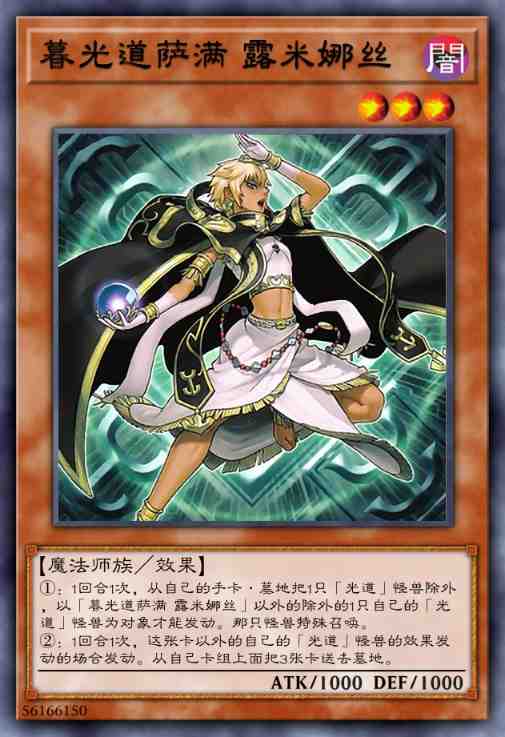 暮光道萨满 露米娜丝
闇
【魔法师族／效果】
①：1回合1次，从自己的手卡·墓地把1只「光道」怪兽除外
，以「暮光道萨满 露米娜丝」以外的除外的1只自己的「光
道」怪兽为对象才能发动。那只怪兽特殊召唤。
②：1回合1次，这张卡以外的自己的「光道」怪兽的效果发
动的场合发动。从自己卡组上面把3张卡送去墓地。
ATK/1000 DEF/1000
56166150